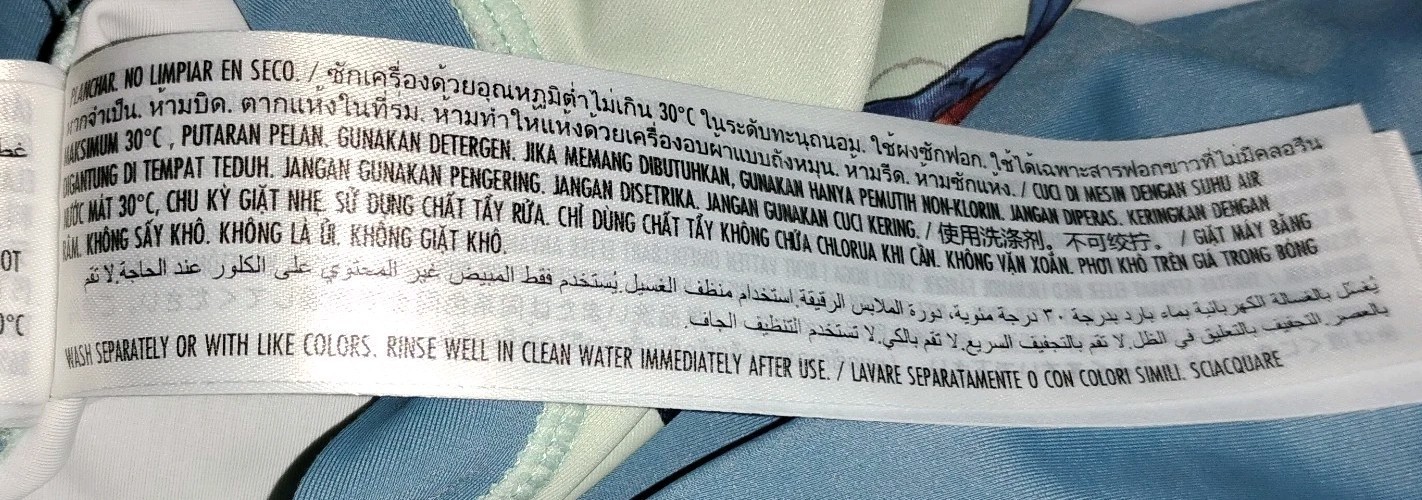 PLANCHAR. NO LIMPIAR EN SECO. / ซักเครื่องด้วยอุณหภูมิต่ำไม่เกิน 30°C ในระดับทะนุถนอม. ใช้ผงซักฟอก. ใช้ได้เฉพาะสารฟอกขาวที่ไม่มีคลอรีน
หากจำเป็น. ห้ามบิด. ตากแห้งในที่ร่ม. ห้ามทำให้แห้งด้วยเครื่องอบผ้าแบบถังหมุน. ห้ามรีด. ห้ามซักแห้ง. / CUCI DI MESIN DENGAN SUHU AIR
MAKSIMUM 30°C , PUTARAN PELAN. GUNAKAN DETERGEN. JIKA MEMANG DIBUTUHKAN, GUNAKAN HANYA PEMUTIH NON-KLORIN. JANGAN DIPERAS. KERINGKAN DENGAN
DIGANTUNG DI TEMPAT TEDUH. JANGAN GUNAKAN PENGERING. JANGAN DISETRIKA. JANGAN GUNAKAN CUCI KERING. / 使用洗涤剂。不可绞拧。 / GIẶT MÁY BẰNG
NƯỚC MÁT 30°C, CHU KỲ GIẶT NHẸ. SỬ DỤNG CHẤT TẨY RỬA. CHỈ DÙNG CHẤT TẨY KHÔNG CHỨA CHLORUA KHI CẦN. KHÔNG VẶN XOẮN. PHƠI KHÔ TRÊN GIÁ TRONG BÓNG
RÂM. KHÔNG SẤY KHÔ. KHÔNG LÀ ỦI. KHÔNG GIẶT KHÔ.
يُغسَل بالغسالة الكهربائية بماء بارد بدرجة ٣٠ درجة مئوية، دورة الملابس الرقيقة. استخدام منظف الغسيل. يُستخدم فقط المبيض غير المحتوي على الكلور عند الحاجة. لا تقم
بالعصر. التجفيف بالتعليق في الظل. لا تقم بالتجفيف السريع. لا تقم بالكي. لا تستخدم التنظيف الجاف.
WASH SEPARATELY OR WITH LIKE COLORS. RINSE WELL IN CLEAN WATER IMMEDIATELY AFTER USE. / LAVARE SEPARATAMENTE O CON COLORI SIMILI. SCIACQUARE